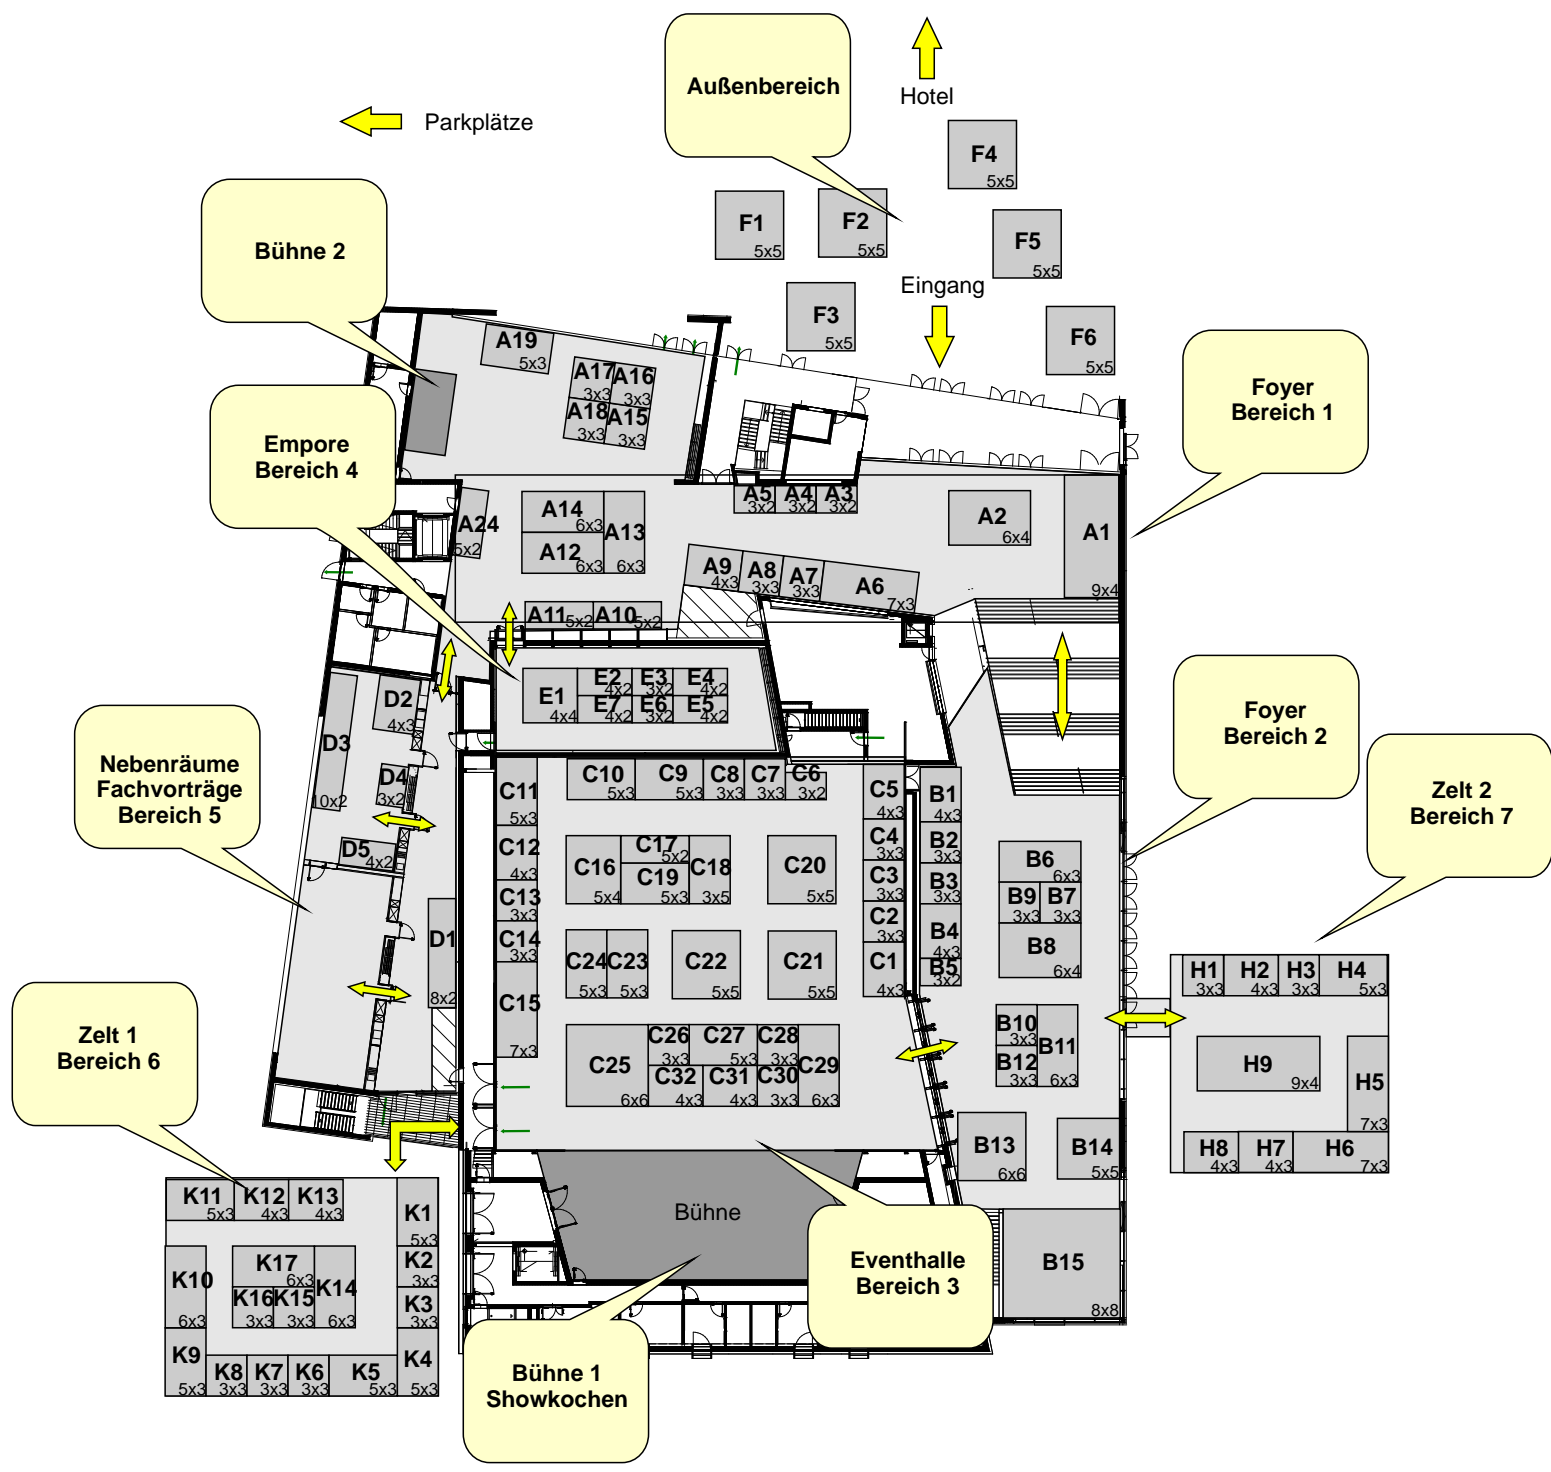 Außenbereich
Hotel
Parkplätze
F4
5x5
F1
5x5
F2
5x5
F5
5x5
Bühne 2
Eingang
F3
5x5
F6
5x5
A19
5x3
A17
3x3
A16
3x3
A18
3x3
A15
3x3
Foyer
Bereich 1
Empore
Bereich 4
A24
5x2
A14
6x3
A13
6x3
A12
6x3
A5
3x2
A4
3x2
A3
3x2
A2
6x4
A1
9x4
A9
4x3
A8
3x3
A7
3x3
A6
7x3
A11
5x2
A10
5x2
E1
4x4
E2
4x2
E3
3x2
E4
4x2
E7
4x2
E6
3x2
E5
4x2
D2
4x3
D3
10x2
D4
3x2
D5
4x2
D1
8x2
Nebenräume
Fachvorträge
Bereich 5
Foyer
Bereich 2
Zelt 2
Bereich 7
C11
5x3
C10
5x3
C9
5x3
C8
3x3
C7
3x3
C6
3x2
C5
4x3
B1
4x3
C12
4x3
C13
3x3
C14
3x3
C15
7x3
C16
5x4
C17
5x2
C19
5x3
C18
3x5
C20
5x5
C4
3x3
C3
3x3
C2
3x3
C1
4x3
B2
3x3
B3
3x3
B4
4x3
B5
3x2
B6
6x3
B9
3x3
B7
3x3
B8
6x4
C24
5x3
C23
5x3
C22
5x5
C21
5x5
H1
3x3
H2
4x3
H3
3x3
H4
5x3
H9
9x4
H5
7x3
H8
4x3
H7
4x3
H6
7x3
Zelt 1
Bereich 6
C25
6x6
C26
3x3
C27
5x3
C28
3x3
C29
6x3
C32
4x3
C31
4x3
C30
3x3
B10
3x3
B11
6x3
B12
3x3
B13
6x6
B14
5x5
B15
8x8
Bühne
Eventhalle
Bereich 3
K11
5x3
K12
4x3
K13
4x3
K1
5x3
K10
6x3
K17
6x3
K14
6x3
K16
3x3
K15
3x3
K2
3x3
K3
3x3
K9
5x3
K8
3x3
K7
3x3
K6
3x3
K5
5x3
K4
5x3
Bühne 1
Showkochen